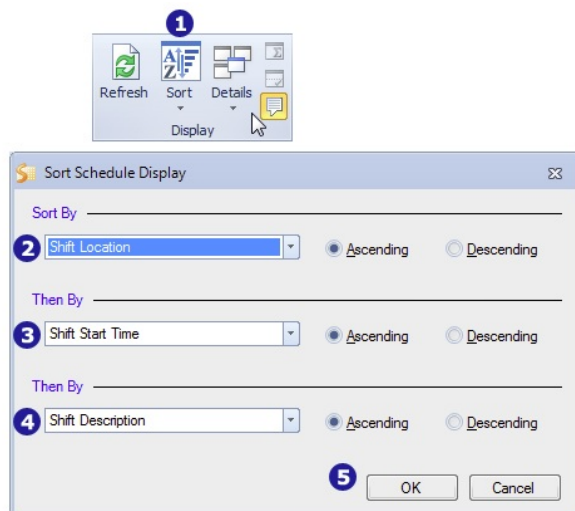 1
A
Z
Σ
Refresh Sort Details
Display
S Sort Schedule Display
Sort By
2 Shift Location Ascending Descending
Then By
3 Shift Start Time Ascending Descending
Then By
4 Shift Description Ascending Descending
5 OK Cancel